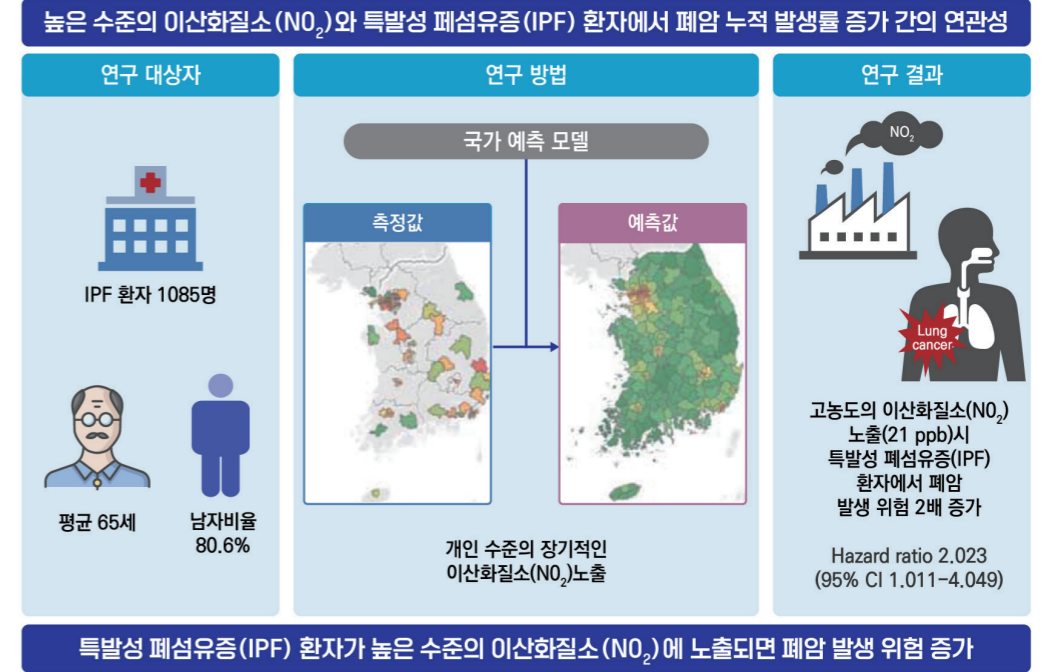 높은 수준의 이산화질소(NO₂)와 특발성 폐섬유증(IPF) 환자에서 폐암 누적 발생률 증가 간의 연관성
연구 대상자
IPF 환자 1085명
평균 65세
남자비율
80.6%
연구 방법
국가 예측 모델
측정값
예측값
개인 수준의 장기적인
이산화질소(NO₂)노출
연구 결과
NO₂
Lung
cancer
고농도의 이산화질소(NO₂)
노출(21 ppb)시
특발성 폐섬유증(IPF)
환자에서 폐암
발생 위험 2배 증가
Hazard ratio 2.023
(95% CI 1.011-4.049)
특발성 폐섬유증(IPF) 환자가 높은 수준의 이산화질소(NO₂)에 노출되면 폐암 발생 위험 증가